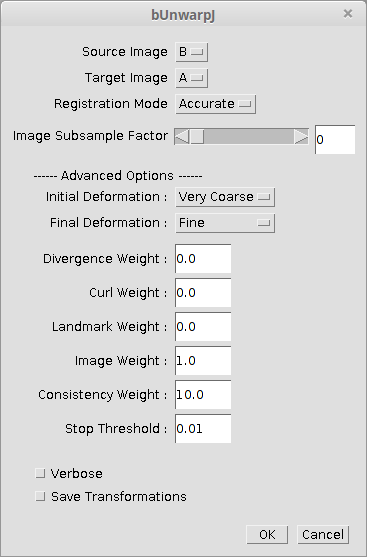 bUnwarpJ
Source Image B
Target Image A
Registration Mode Accurate
Image Subsample Factor 0
------ Advanced Options ------
Initial Deformation : Very Coarse
Final Deformation : Fine
Divergence Weight : 0.0
Curl Weight : 0.0
Landmark Weight : 0.0
Image Weight : 1.0
Consistency Weight : 10.0
Stop Threshold : 0.01
Verbose
Save Transformations
OK Cancel